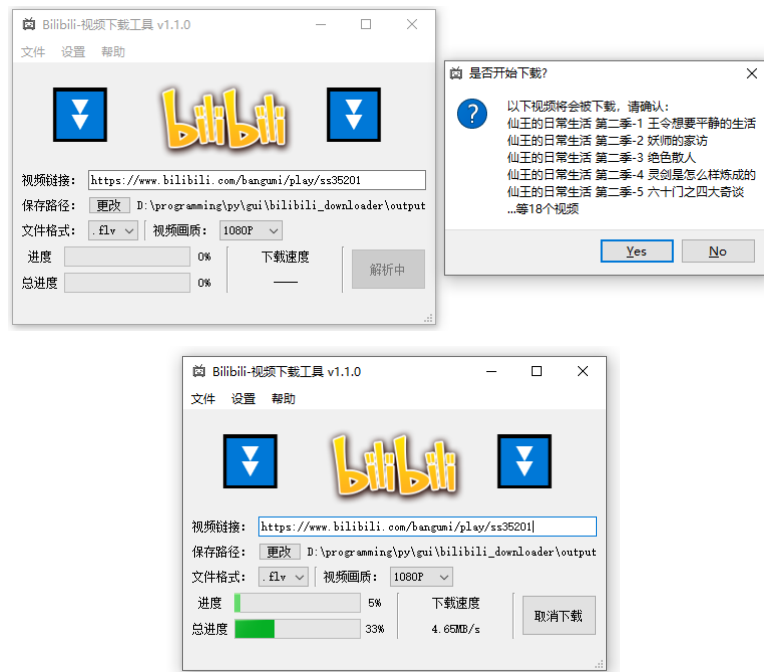 Bilibili-视频下载工具 v1.1.0
文件 设置 帮助
bilibili
视频链接: https://www.bilibili.com/bangumi/play/ss35201
保存路径: 更改 D:\programming\py\gui\bilibili_downloader\output
文件格式: .flv 视频画质: 1080P
进度 0% 下载速度
总进度 0% —— 解析中
是否开始下载?
以下视频将会被下载，请确认:
仙王的日常生活 第二季-1 王令想要平静的生活
仙王的日常生活 第二季-2 妖师的家访
仙王的日常生活 第二季-3 绝色散人
仙王的日常生活 第二季-4 灵剑是怎么样炼成的
仙王的日常生活 第二季-5 六十门之四大奇谈
...等18个视频
Yes No
Bilibili-视频下载工具 v1.1.0
文件 设置 帮助
bilibili
视频链接: https://www.bilibili.com/bangumi/play/ss35201
保存路径: 更改 D:\programming\py\gui\bilibili_downloader\output
文件格式: .flv 视频画质: 1080P
进度 5% 下载速度
总进度 33% 4.65MB/s 取消下载